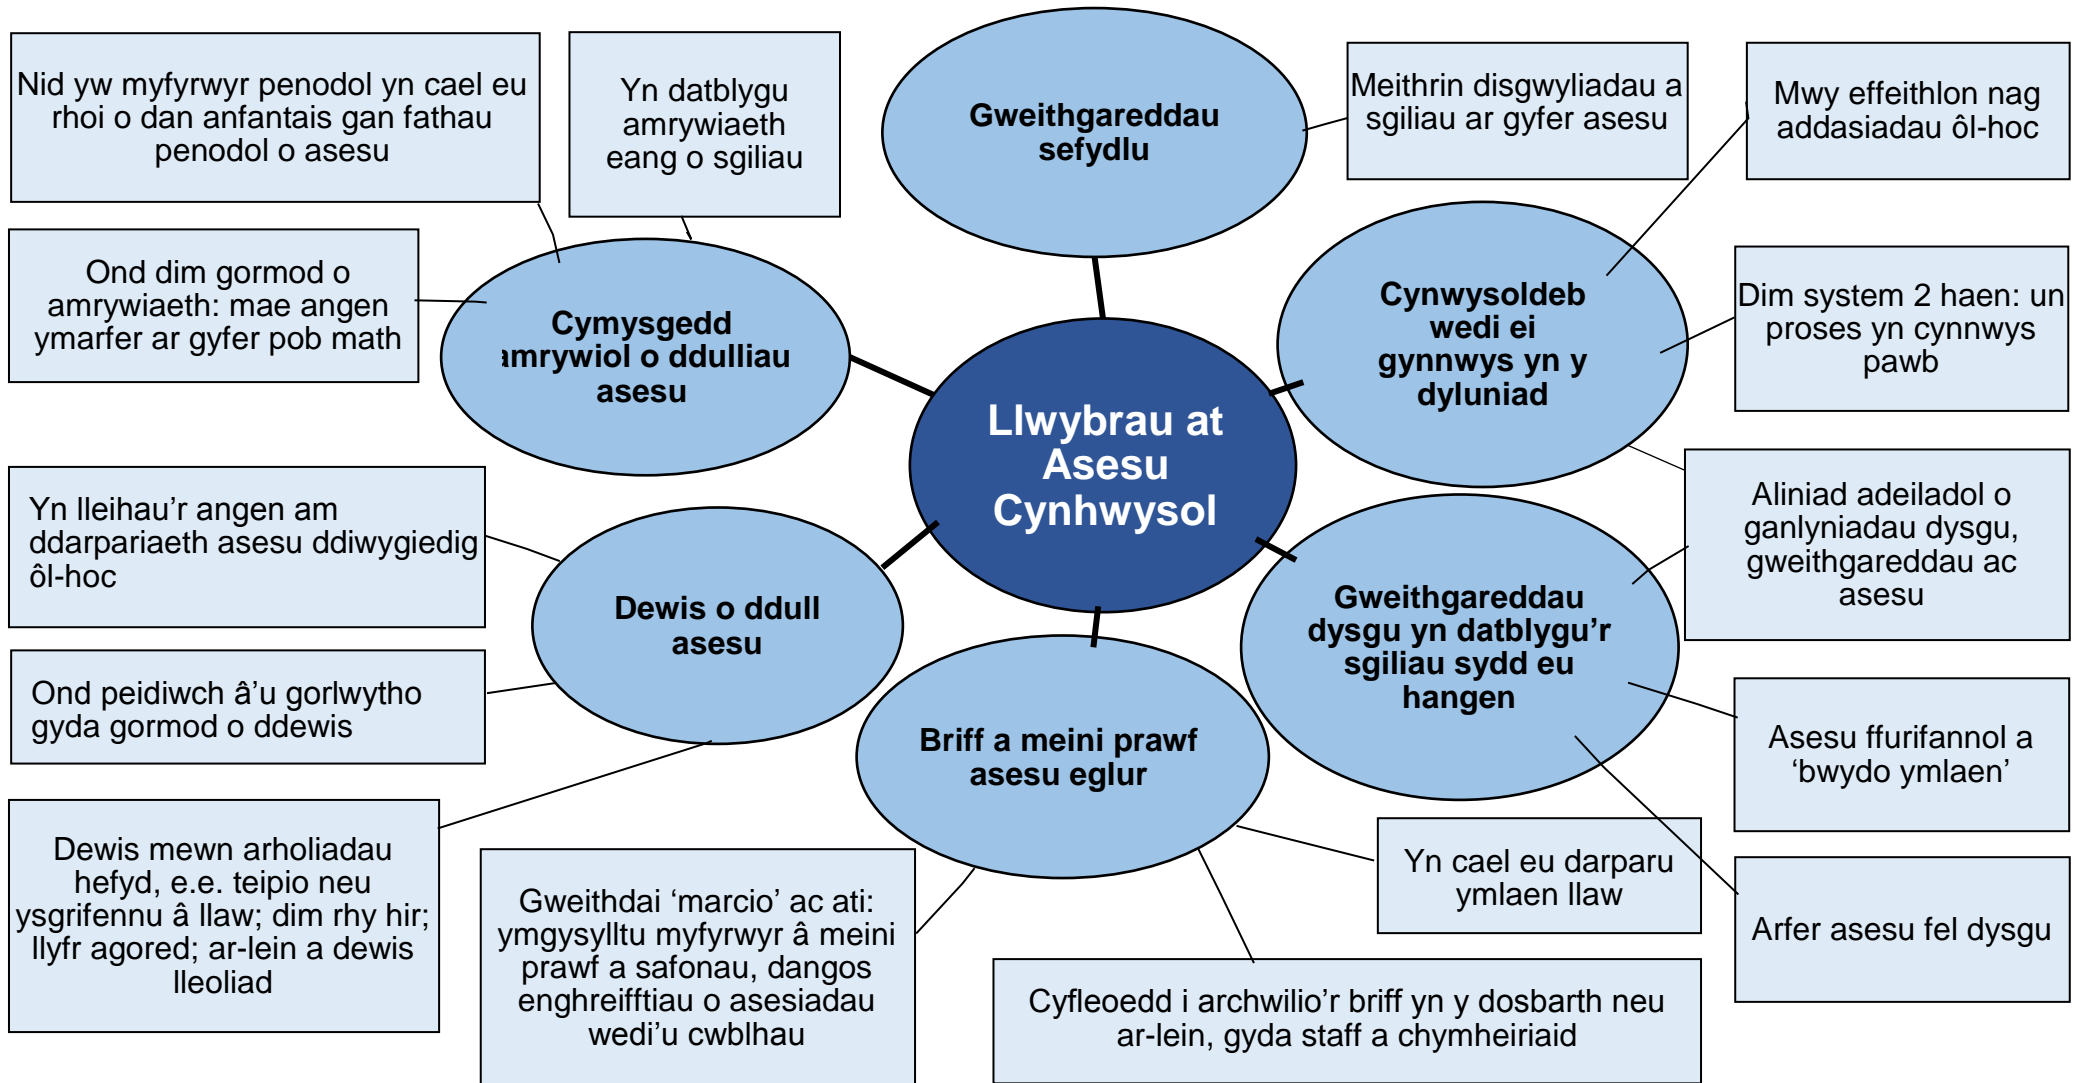 Nid yw myfyrwyr penodol yn cael eu
rhoi o dan anfantais gan fathau
penodol o asesu
Yn datblygu
amrywiaeth
eang o sgiliau
Gweithgareddau
sefydlu
Meithrin disgwyliadau a
sgiliau ar gyfer asesu
Mwy effeithlon nag
addasiadau ôl-hoc
Ond dim gormod o
amrywiaeth: mae angen
ymarfer ar gyfer pob math
Cymysgedd
amrywiol o ddulliau
asesu
Cynwysoldeb
wedi ei
gynnwys yn y
dyluniad
Dim system 2 haen: un
proses yn cynnwys
pawb
Llwybrau at
Asesu
Cynhwysol
Yn lleihau’r angen am
ddarpariaeth asesu ddiwygiedig
ôl-hoc
Dewis o ddull
asesu
Gweithgareddau
dysgu yn datblygu’r
sgiliau sydd eu
hangen
Aliniad adeiladol o
ganlyniadau dysgu,
gweithgareddau ac
asesu
Ond peidiwch â’u gorlwytho
gyda gormod o ddewis
Briff a meini prawf
asesu eglur
Asesu ffurifannol a
‘bwydo ymlaen’
Dewis mewn arholiadau
hefyd, e.e. teipio neu
ysgrifennu â llaw; dim rhy hir;
llyfr agored; ar-lein a dewis
lleoliad
Gweithdai ‘marcio’ ac ati:
ymgysylltu myfyrwyr â meini
prawf a safonau, dangos
enghreifftiau o asesiadau
wedi’u cwblhau
Yn cael eu darparu
ymlaen llaw
Arfer asesu fel dysgu
Cyfleoedd i archwilio’r briff yn y dosbarth neu
ar-lein, gyda staff a chymheiriaid